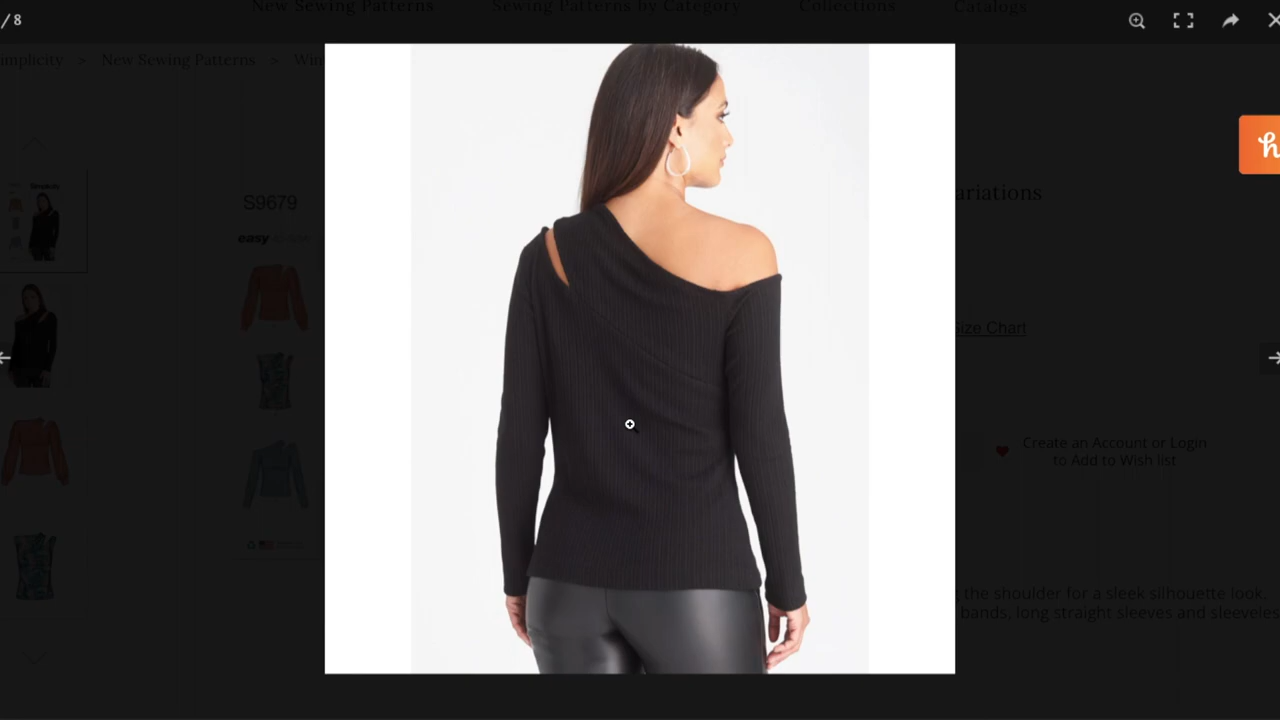 New Sewing Patterns
Sewing Patterns by Category
Collections
Catalogs
/ 8
implicity > New Sewing Patterns > Win
h
ariations
S9679
easy
Size Chart
Create an Account or Login
to Add to Wish list
g the shoulder for a sleek silhouette look.
bands, long straight sleeves and sleeveles